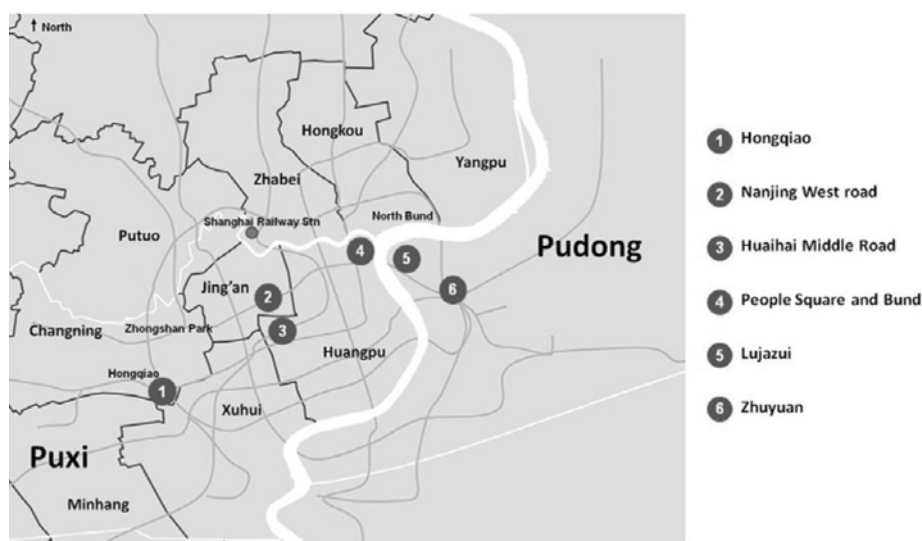 North
Hongkou
Yangpu
Zhabei
Shanghai Railway Stn
North Bund
Putuo
Pudong
4
5
Jing'an
2
6
Changning
Zhongshan Park
3
Huangpu
Hongqiao
1
Xuhui
Puxi
Minhang
1 Hongqiao
2 Nanjing West road
3 Huaihai Middle Road
4 People Square and Bund
5 Lujazui
6 Zhuyuan